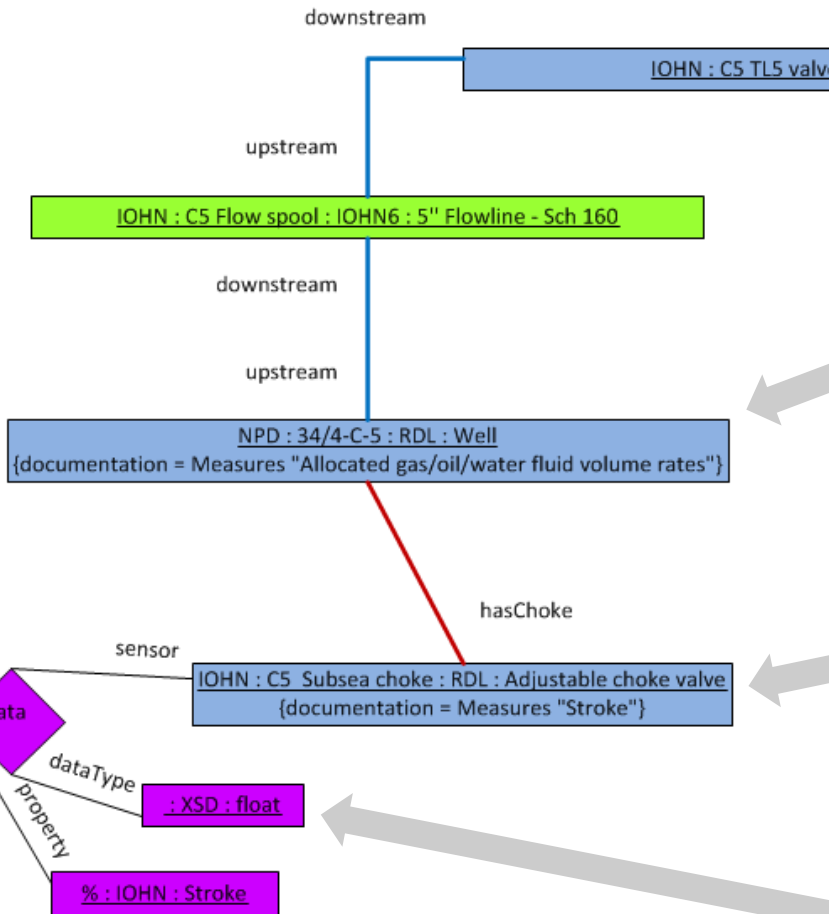 downstream
IOHN : C5 TL5
upstream
IOHN : C5 Flow spool : IOHN6 : 5" Flowline - Sch 160
downstream
upstream
NPD : 34/4-C-5 : RDL : Well
{documentation = Measures "Allocated gas/oil/water fluid volume rates"}
hasChoke
sensor
IOHN : C5 Subsea choke : RDL : Adjustable choke valve
{documentation = Measures "Stroke"}
dataType
: XSD : float
property
% : IOHN : Stroke